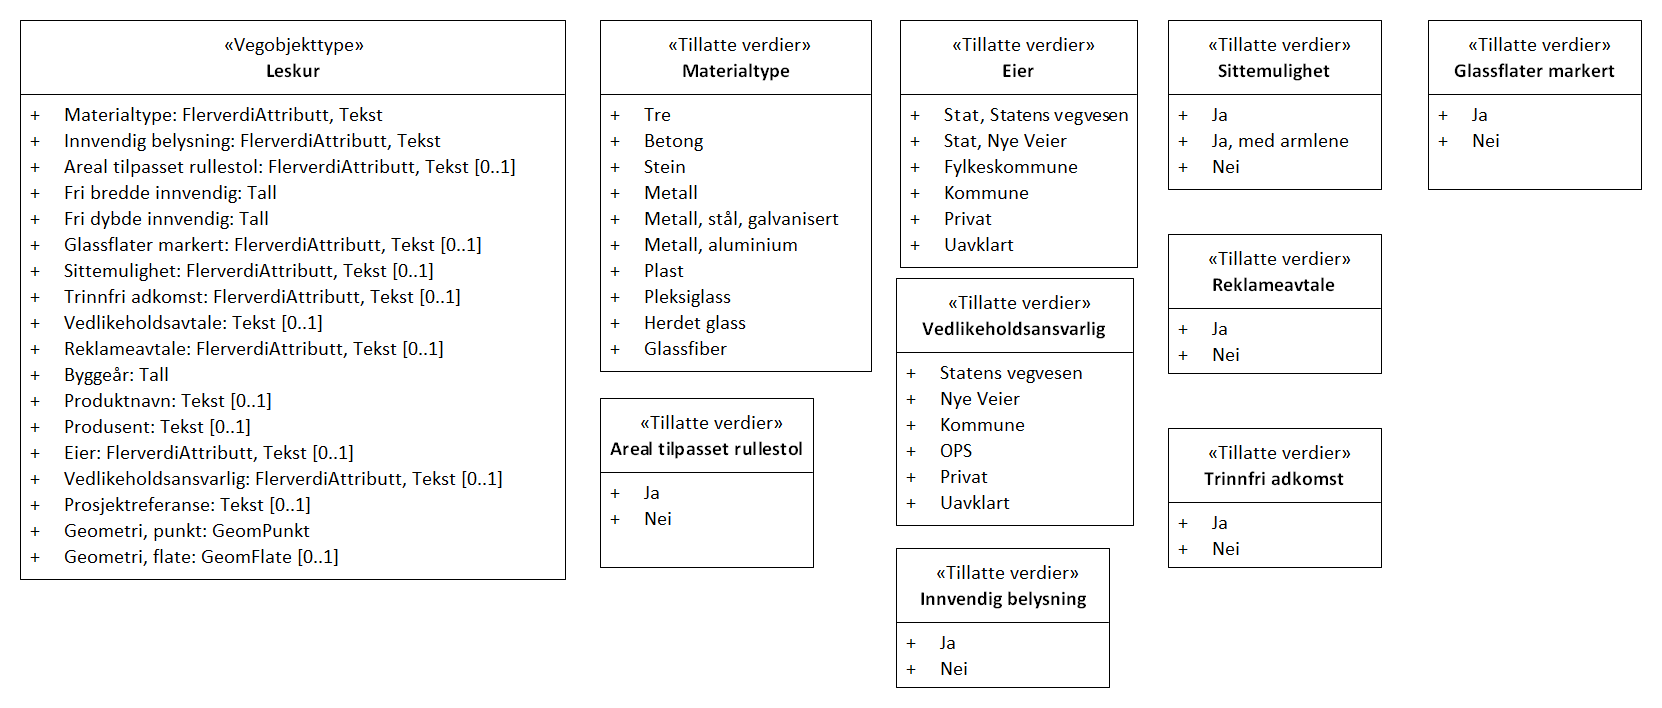 «Vegobjekttype»
Leskur
+ Materialtype: FlerverdiAttributt, Tekst
+ Innvendig belysning: FlerverdiAttributt, Tekst
+ Areal tilpasset rullestol: FlerverdiAttributt, Tekst [0..1]
+ Fri bredde innvendig: Tall
+ Fri dybde innvendig: Tall
+ Glassflater markert: FlerverdiAttributt, Tekst [0..1]
+ Sittemulighet: FlerverdiAttributt, Tekst [0..1]
+ Trinnfri adkomst: FlerverdiAttributt, Tekst [0..1]
+ Vedlikeholdsavtale: Tekst [0..1]
+ Reklameavtale: FlerverdiAttributt, Tekst [0..1]
+ Byggeår: Tall
+ Produktnavn: Tekst [0..1]
+ Produsent: Tekst [0..1]
+ Eier: FlerverdiAttributt, Tekst [0..1]
+ Vedlikeholdsansvarlig: FlerverdiAttributt, Tekst [0..1]
+ Prosjektreferanse: Tekst [0..1]
+ Geometri, punkt: GeomPunkt
+ Geometri, flate: GeomFlate [0..1]
«Tillatte verdier»
Materialtype
+ Tre
+ Betong
+ Stein
+ Metall
+ Metall, stål, galvanisert
+ Metall, aluminium
+ Plast
+ Pleksiglass
+ Herdet glass
+ Glassfiber
«Tillatte verdier»
Areal tilpasset rullestol
+ Ja
+ Nei
«Tillatte verdier»
Eier
+ Stat, Statens vegvesen
+ Stat, Nye Veier
+ Fylkeskommune
+ Kommune
+ Privat
+ Uavklart
«Tillatte verdier»
Vedlikeholdsansvarlig
+ Statens vegvesen
+ Nye Veier
+ Kommune
+ OPS
+ Privat
+ Uavklart
«Tillatte verdier»
Innvendig belysning
+ Ja
+ Nei
«Tillatte verdier»
Sittemulighet
+ Ja
+ Ja, med armlene
+ Nei
«Tillatte verdier»
Reklameavtale
+ Ja
+ Nei
«Tillatte verdier»
Trinnfri adkomst
+ Ja
+ Nei
«Tillatte verdier»
Glassflater markert
+ Ja
+ Nei